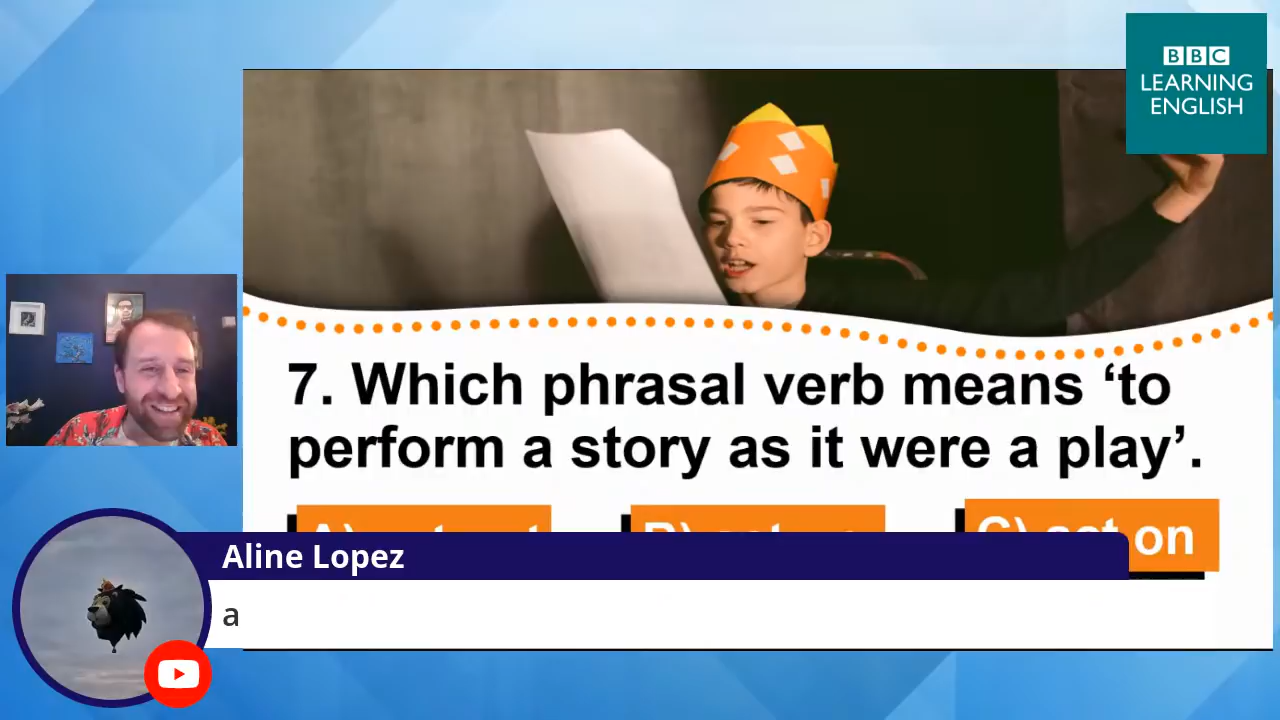 BBC
LEARNING
ENGLISH
7. Which phrasal verb means ‘to
perform a story as it were a play’.
C) act on
Aline Lopez
a